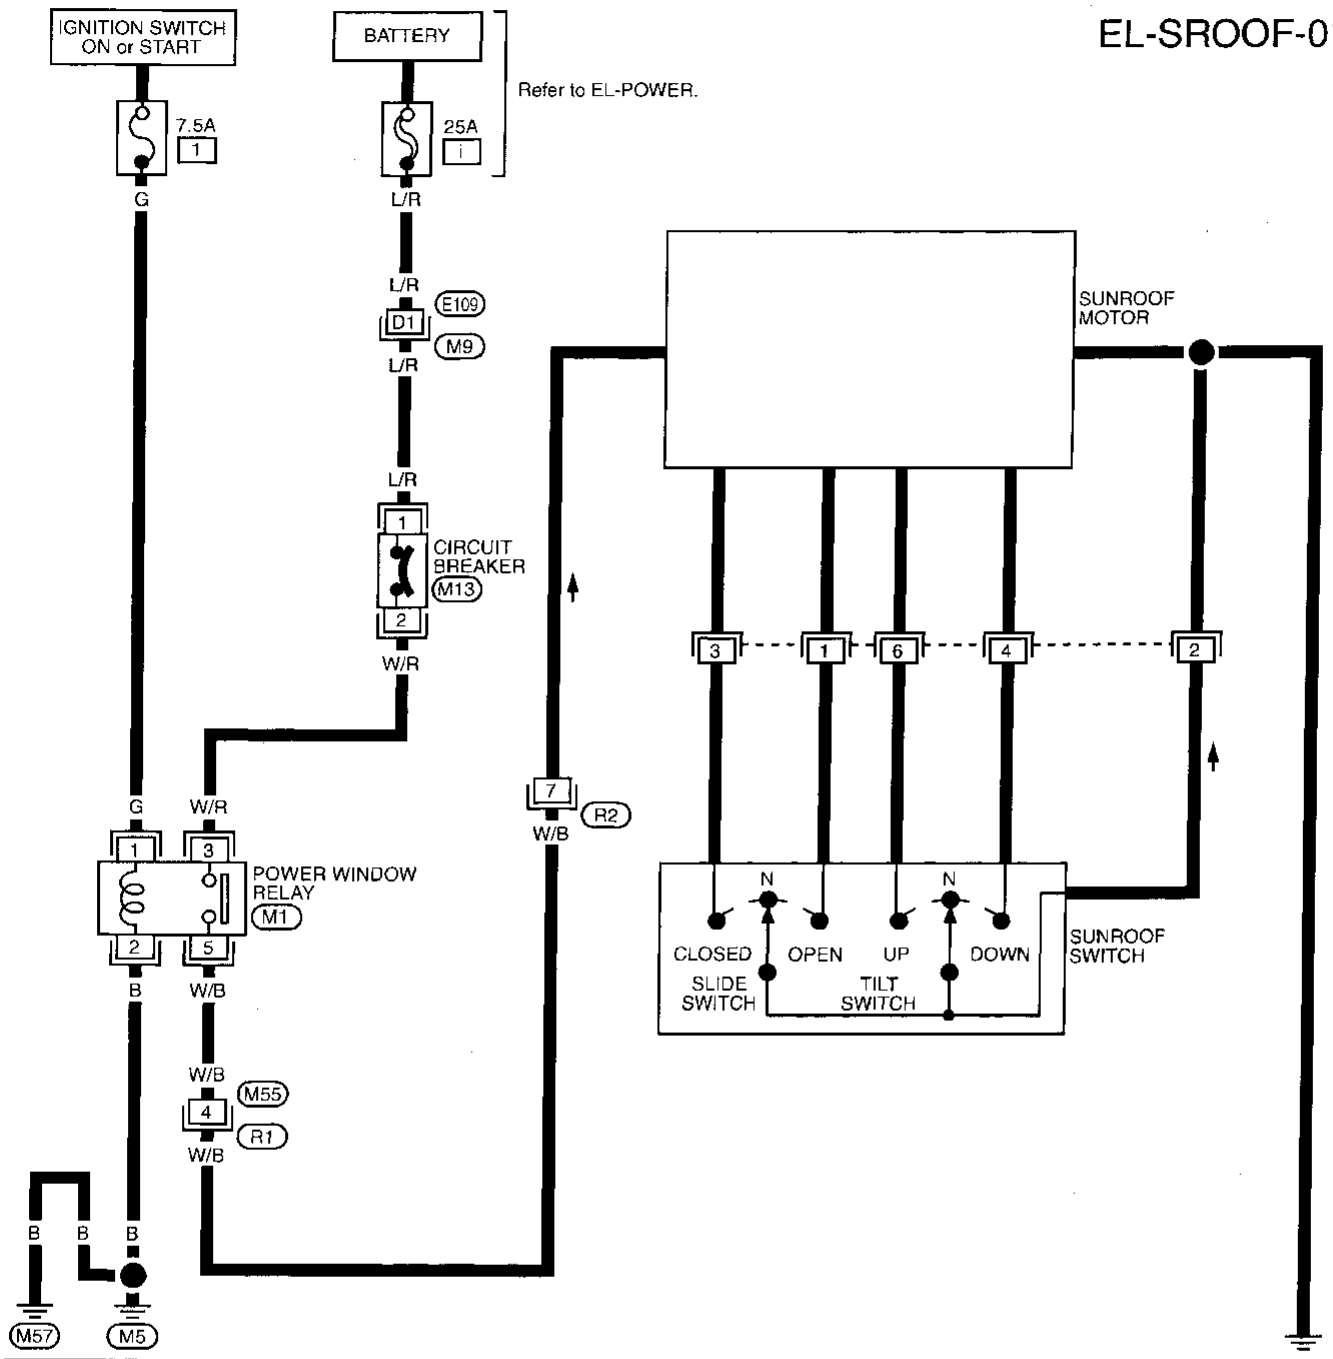 EL-SROOF-0
IGNITION SWITCH
ON or START
BATTERY
Refer to EL-POWER.
7.5A
1
25A
i
G
L/R
L/R
E109
D1
M9
L/R
SUNROOF
MOTOR
L/R
1
CIRCUIT
BREAKER
M13
2
W/R
3
1
6
4
2
7
R2
W/B
G
W/R
1
3
POWER WINDOW
RELAY
M1
2
5
B
W/B
N
N
CLOSED
OPEN
UP
DOWN
SLIDE
SWITCH
TILT
SWITCH
SUNROOF
SWITCH
W/B
M55
4
R1
W/B
B
B
B
M57
M5